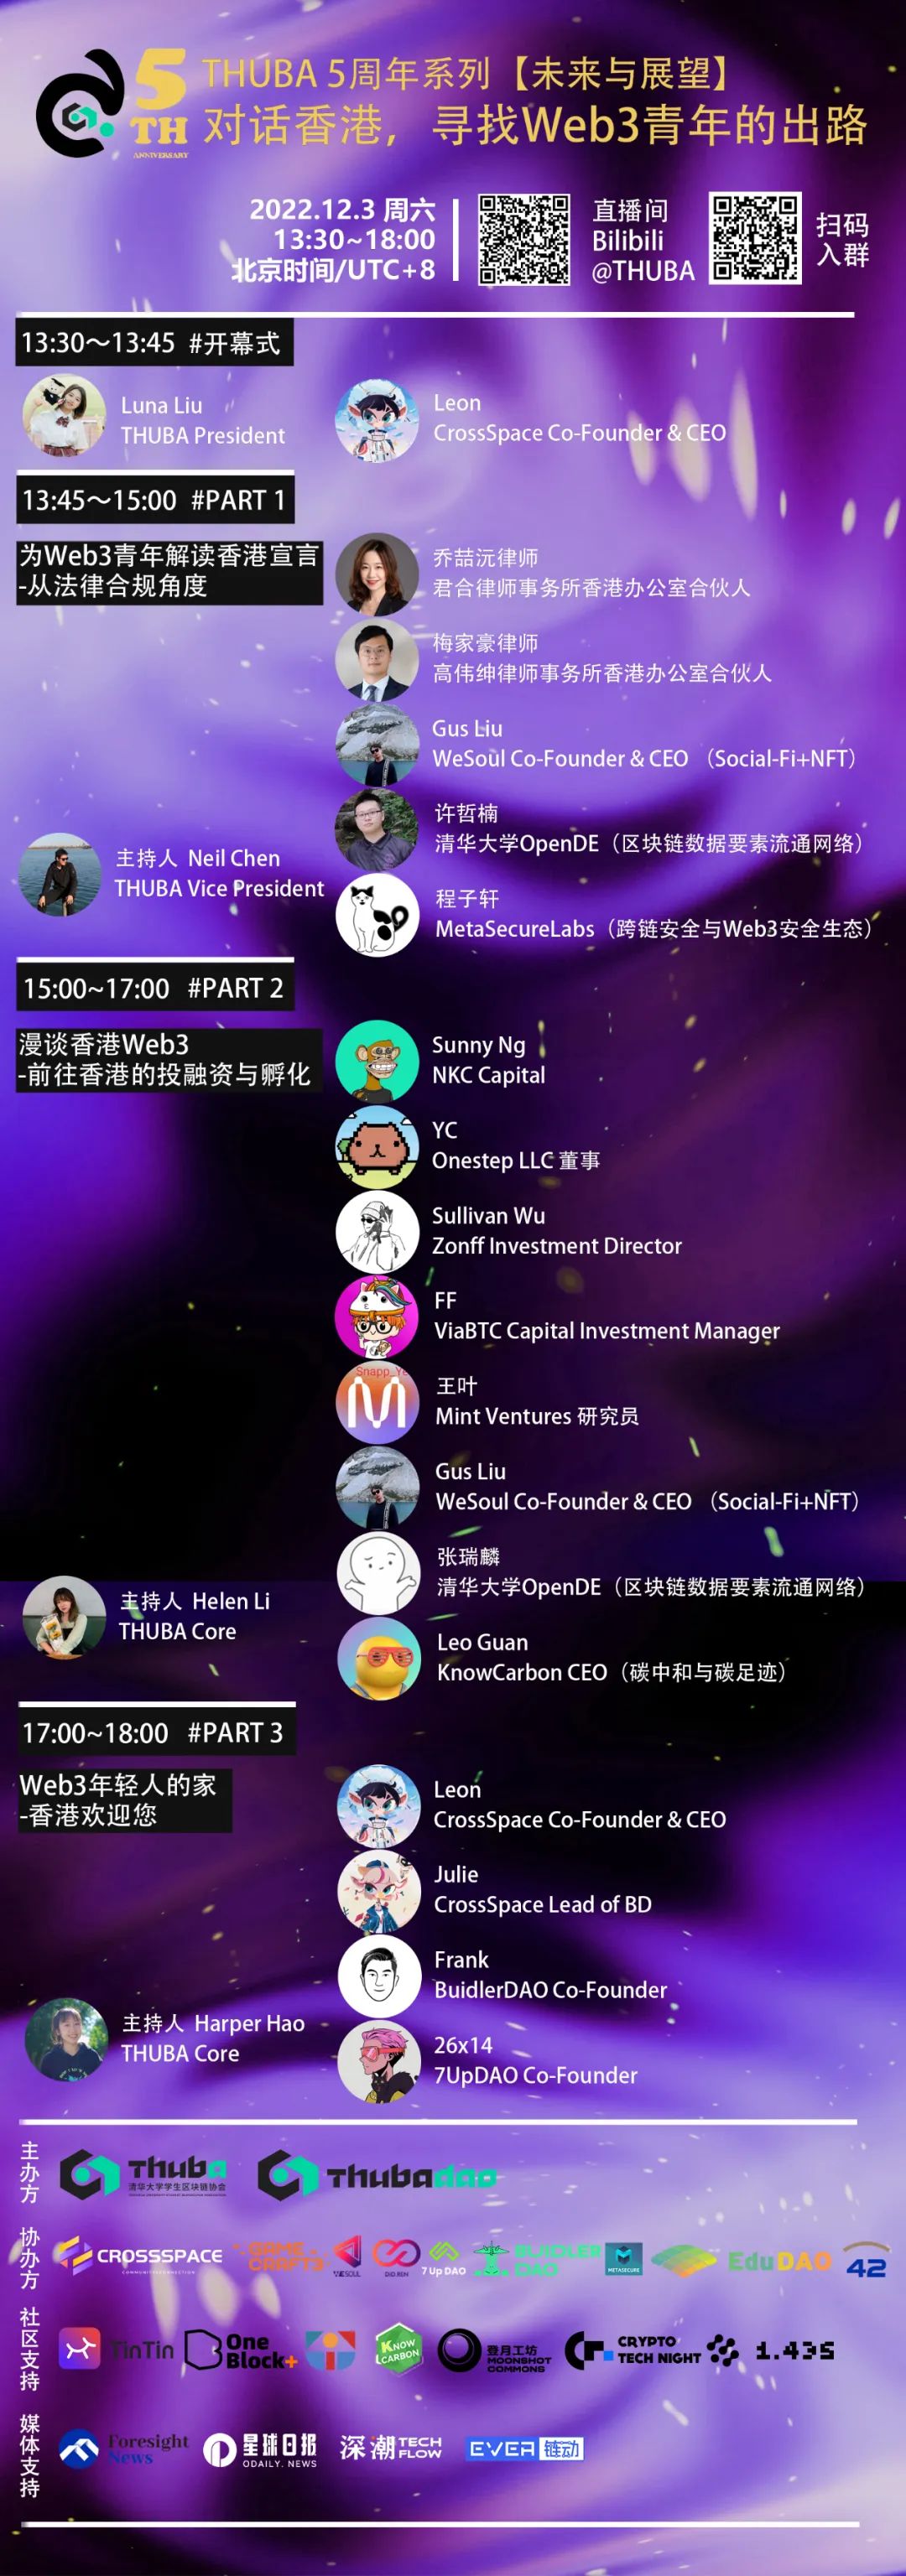 5
TH
ANNIVERSARY
THUBA 5周年系列【未来与展望】
对话香港，寻找Web3青年的出路
2022.12.3 周六
13:30~18:00
北京时间/UTC+8
直播间
Bilibili
@THUBA
扫码
入群
13:30～13:45 #开幕式
Luna Liu
THUBA President
Leon
CrossSpace Co-Founder & CEO
13:45～15:00 #PART 1
为Web3青年解读香港宣言
-从法律合规角度
乔喆沅律师
君合律师事务所香港办公室合伙人
梅家豪律师
高伟绅律师事务所香港办公室合伙人
Gus Liu
WeSoul Co-Founder & CEO （Social-Fi+NFT）
许哲楠
清华大学OpenDE（区块链数据要素流通网络）
主持人 Neil Chen
THUBA Vice President
程子轩
MetaSecureLabs（跨链安全与Web3安全生态）
15:00~17:00 #PART 2
漫谈香港Web3
-前往香港的投融资与孵化
Sunny Ng
NKC Capital
YC
Onestep LLC 董事
Sullivan Wu
Zonff Investment Director
FF
ViaBTC Capital Investment Manager
王叶
Mint Ventures 研究员
Gus Liu
WeSoul Co-Founder & CEO （Social-Fi+NFT）
张瑞麟
清华大学OpenDE（区块链数据要素流通网络）
主持人 Helen Li
THUBA Core
Leo Guan
KnowCarbon CEO（碳中和与碳足迹）
17:00~18:00 #PART 3
Web3年轻人的家
-香港欢迎您
Leon
CrossSpace Co-Founder & CEO
Julie
CrossSpace Lead of BD
Frank
BuidlerDAO Co-Founder
主持人 Harper Hao
THUBA Core
26x14
7UpDAO Co-Founder
主办方
Thuba
清华大学学生区块链协会
Thubadao
协办方
CROSSSPACE
GAME CRAFT3
WESOUL
7 Up DAO
BUIDLER DAO
METASECURE
EduDAO
42
社区支持
TinTin
One Block+
KNOW CARBON
登月工坊
MOONSHOT COMMONS
CRYPTO TECH NIGHT
1.435
媒体支持
Foresight News
星球日报
ODAILY. NEWS
深潮 TECH FLOW
EVER 链动